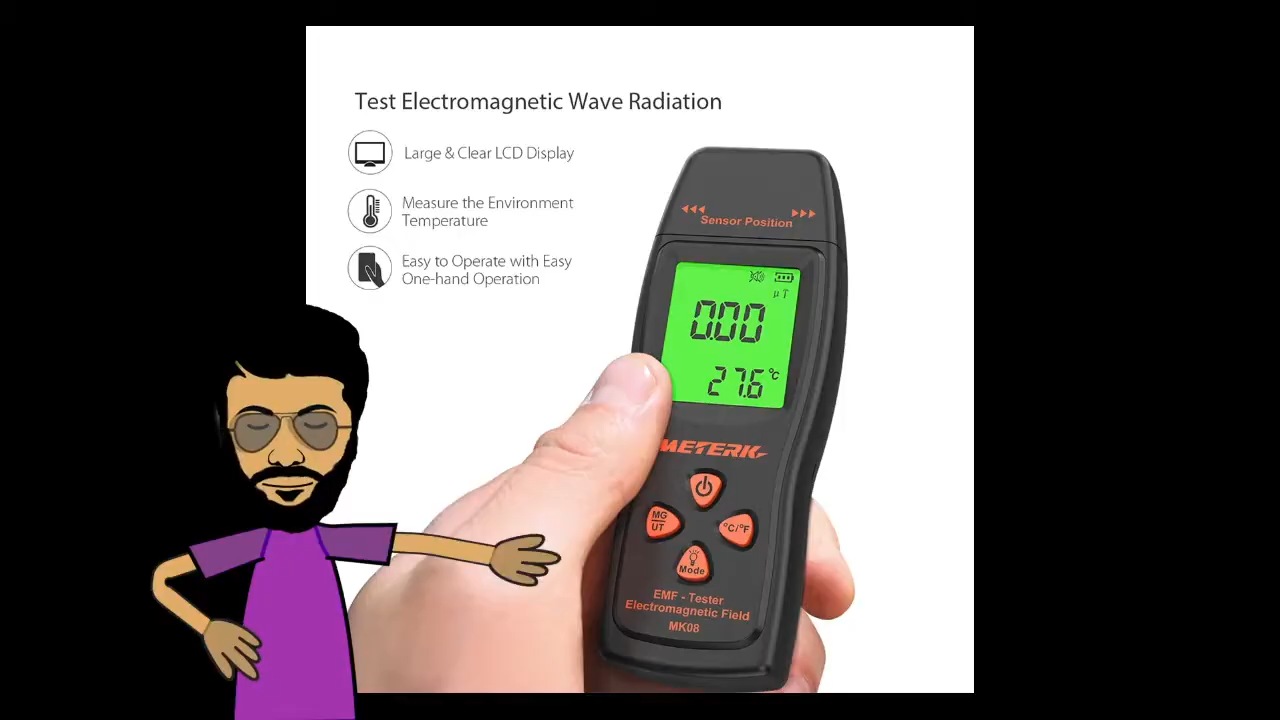 Test Electromagnetic Wave Radiation
Large & Clear LCD Display
Measure the Environment
Temperature
Easy to Operate with Easy
One-hand Operation
Sensor Position
μT
0.00
27.6 °C
METERK
MG
UT
°C/°F
Mode
EMF - Tester
Electromagnetic Field
MK08